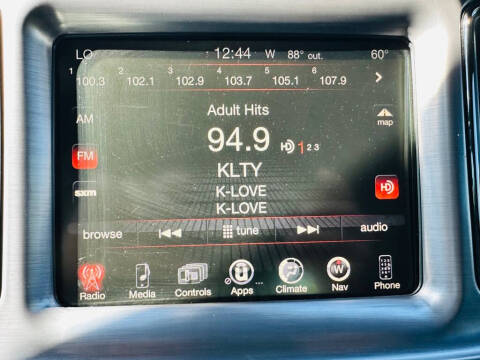 LO 12:44 W 88° out. 60°
1 100.3 2 102.1 3 102.9 4 103.7 5 105.1 6 107.9 >
AM
Adult Hits
map
94.9 HD 1 2 3
FM
KLTY
K-LOVE
sxm
HD
K-LOVE
browse tune audio
Radio Media Controls Apps ... Climate Nav Phone
W